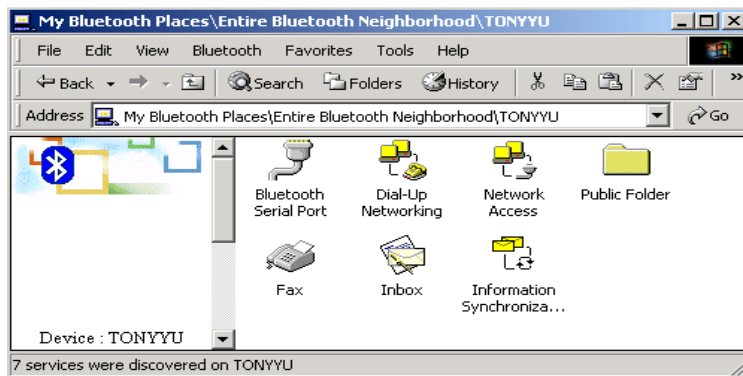 My Bluetooth Places\Entire Bluetooth Neighborhood\TONYYU
File Edit View Bluetooth Favorites Tools Help
Back Search Folders History »
Address My Bluetooth Places\Entire Bluetooth Neighborhood\TONYYU Go
Bluetooth Serial Port
Dial-Up Networking
Network Access
Public Folder
Fax
Inbox
Information Synchroniza...
Device : TONYYU
7 services were discovered on TONYYU